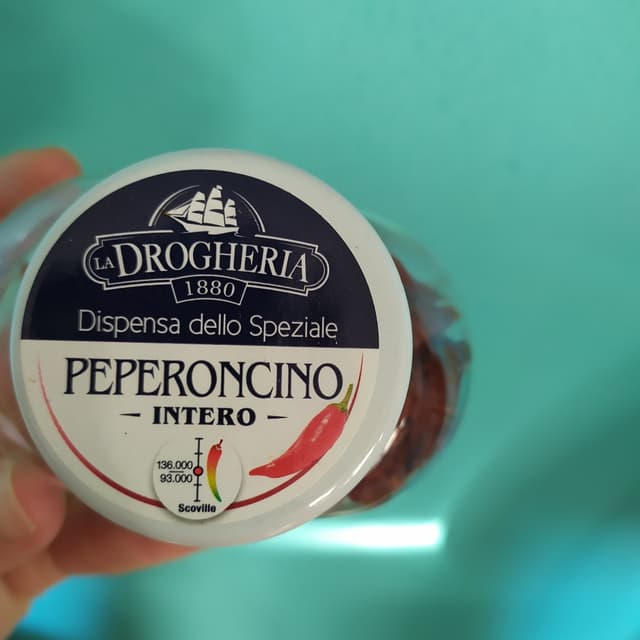 LA DROGHERIA
1880
Dispensa dello Speziale
PEPERONCINO
INTERO
136.000
93.000
Scoville